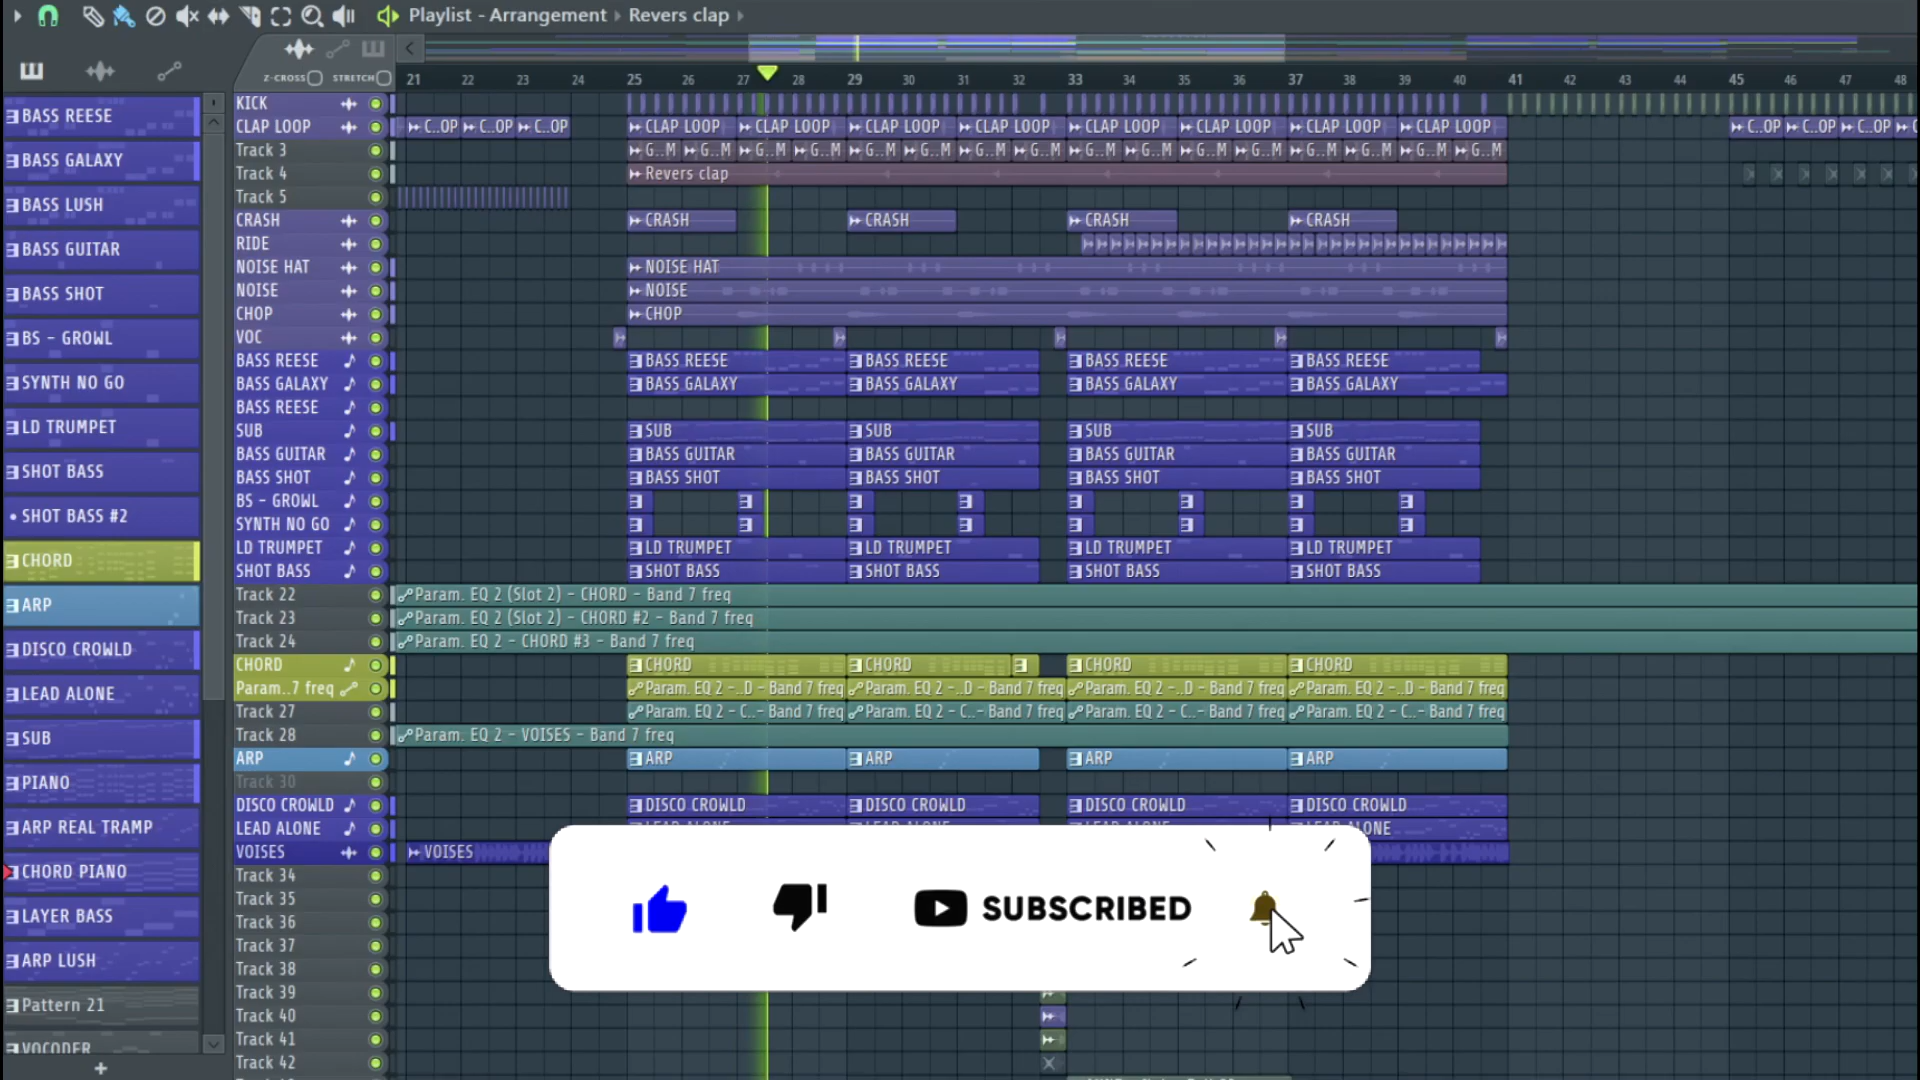 Playlist - Arrangement › Revers clap ›
Z-CROSS STRETCH
21 22 23 24 25 26 27 28 29 30 31 32 33 34 35 36 37 38 39 40 41 42 43 44 45 46 47 48
BASS REESE
BASS GALAXY
BASS LUSH
BASS GUITAR
BASS SHOT
BS - GROWL
SYNTH NO GO
LD TRUMPET
SHOT BASS
SHOT BASS #2
CHORD
ARP
DISCO CROWLD
LEAD ALONE
SUB
PIANO
ARP REAL TRAMP
CHORD PIANO
LAYER BASS
ARP LUSH
Pattern 21
VOCODER
+
KICK
CLAP LOOP C..OP C..OP C..OP CLAP LOOP CLAP LOOP CLAP LOOP CLAP LOOP CLAP LOOP CLAP LOOP CLAP LOOP CLAP LOOP C..OP C..OP C..OP
Track 3 G..M G..M G..M G..M G..M G..M G..M G..M G..M G..M G..M G..M G..M G..M G..M G..M
Track 4 Revers clap
Track 5
CRASH CRASH CRASH CRASH CRASH
RIDE
NOISE HAT NOISE HAT
NOISE NOISE
CHOP CHOP
VOC
BASS REESE BASS REESE BASS REESE BASS REESE BASS REESE
BASS GALAXY BASS GALAXY BASS GALAXY BASS GALAXY BASS GALAXY
BASS REESE
SUB SUB SUB SUB SUB
BASS GUITAR BASS GUITAR BASS GUITAR BASS GUITAR BASS GUITAR
BASS SHOT BASS SHOT BASS SHOT BASS SHOT BASS SHOT
BS - GROWL
SYNTH NO GO
LD TRUMPET LD TRUMPET LD TRUMPET LD TRUMPET LD TRUMPET
SHOT BASS SHOT BASS SHOT BASS SHOT BASS SHOT BASS
Track 22 Param. EQ 2 (Slot 2) - CHORD - Band 7 freq
Track 23 Param. EQ 2 (Slot 2) - CHORD #2 - Band 7 freq
Track 24 Param. EQ 2 - CHORD #3 - Band 7 freq
CHORD CHORD CHORD CHORD CHORD
Param..7 freq Param. EQ 2 -..D - Band 7 freq Param. EQ 2 -..D - Band 7 freq Param. EQ 2 -..D - Band 7 freq Param. EQ 2 -..D - Band 7 freq
Track 27 Param. EQ 2 - C..- Band 7 freq Param. EQ 2 - C..- Band 7 freq Param. EQ 2 - C..- Band 7 freq Param. EQ 2 - C..- Band 7 freq
Track 28 Param. EQ 2 - VOISES - Band 7 freq
ARP ARP ARP ARP ARP
Track 30
DISCO CROWLD DISCO CROWLD DISCO CROWLD DISCO CROWLD DISCO CROWLD
LEAD ALONE LEAD ALONE LEAD ALONE LEAD ALONE LEAD ALONE
VOISES VOISES
Track 34
Track 35
Track 36
Track 37
Track 38
Track 39
Track 40
Track 41
Track 42
SUBSCRIBED